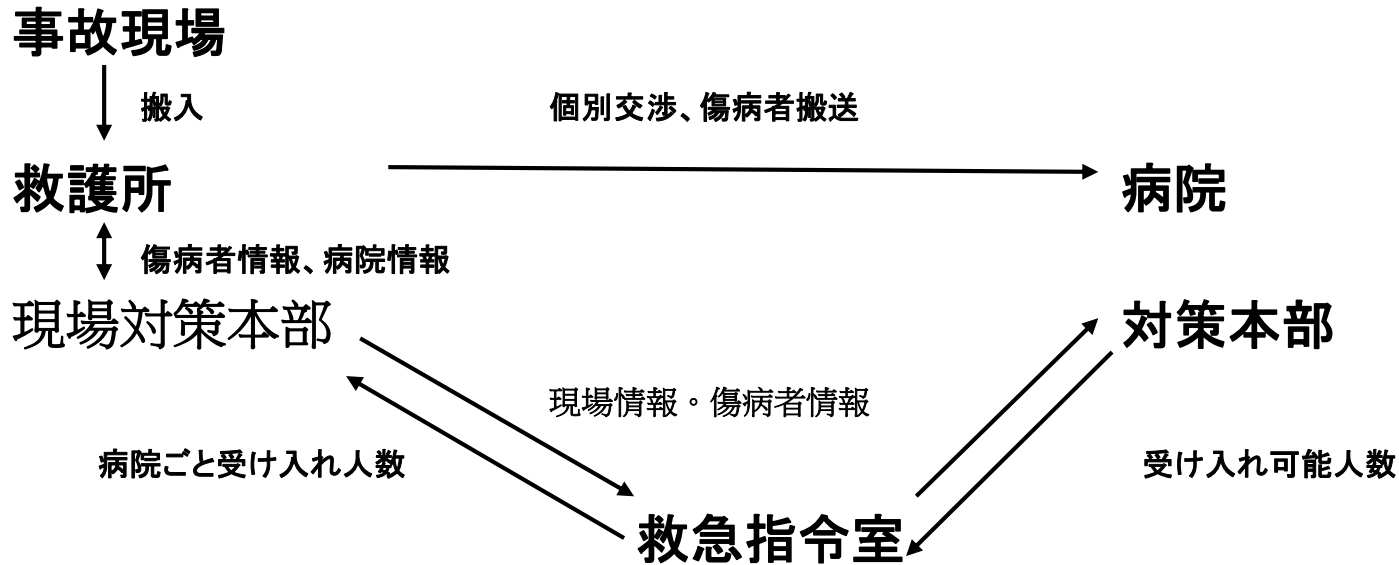 事故現場
搬入
個別交渉、傷病者搬送
救護所
病院
傷病者情報、病院情報
現場対策本部
対策本部
現場情報。傷病者情報
病院ごと受け入れ人数
受け入れ可能人数
救急指令室